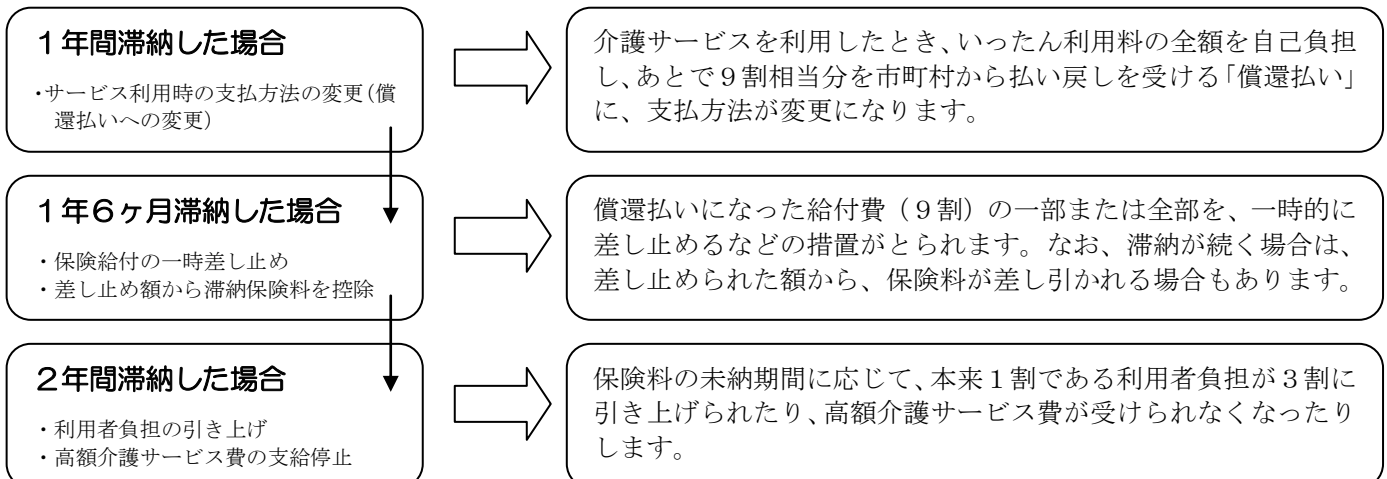 １年間滞納した場合
・サービス利用時の支払方法の変更（償
還払いへの変更）
介護サービスを利用したとき、いったん利用料の全額を自己負担
し、あとで９割相当分を市町村から払い戻しを受ける「償還払い」
に、支払方法が変更になります。
１年６ヶ月滞納した場合
・保険給付の一時差し止め
・差し止め額から滞納保険料を控除
償還払いになった給付費（９割）の一部または全部を、一時的に
差し止めるなどの措置がとられます。なお、滞納が続く場合は、
差し止められた額から、保険料が差し引かれる場合もあります。
２年間滞納した場合
・利用者負担の引き上げ
・高額介護サービス費の支給停止
保険料の未納期間に応じて、本来１割である利用者負担が３割に
引き上げられたり、高額介護サービス費が受けられなくなったり
します。